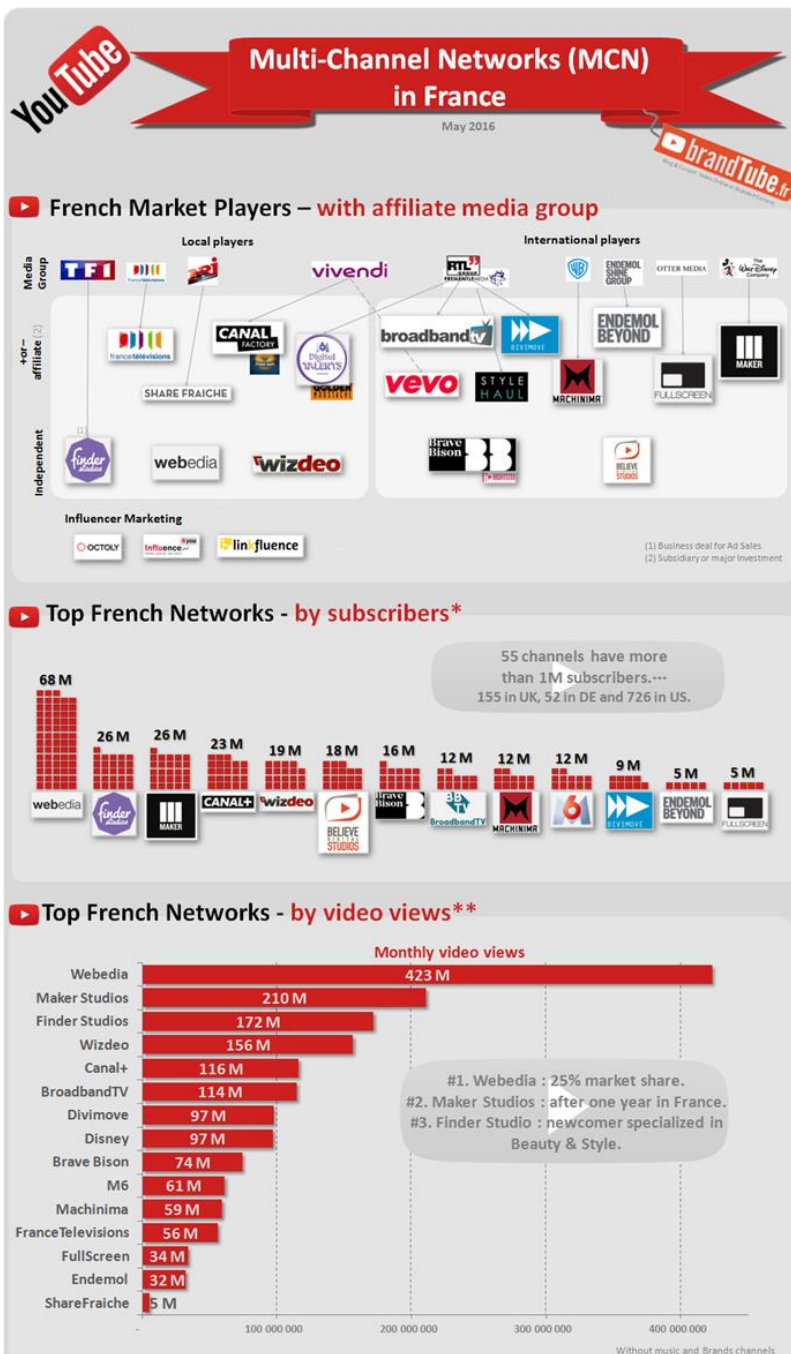 YouTube
Multi-Channel Networks (MCN)
in France
May 2016
brandTube.fr
French Market Players – with affiliate media group
Local players
International players
Media
Group
TF1
francetélévisions
NRJ
vivendi
RTL
GROUP
FREMANTLEMEDIA
WB
ENDEMOL
SHINE
GROUP
OTTER MEDIA
The
Walt Disney
Company
+or–
affiliate (2)
francetélévisions
CANAL
FACTORY
Digital
TALENTS
GOLDEN
MOUSTACHE
SHARE FRAICHE
broadbandtv
DIVIMOVE
ENDEMOL
BEYOND
MAKER
vevo
STYLE
HAUL
MACHINIMA
FULLSCREEN
Independent
(1)
finder
studios
webedia
wizdeo
Brave
Bison
BELIEVE
DIGITAL
STUDIOS
Influencer Marketing
OCTOLY
Influence
4you
linkfluence
(1) Business deal for Ad Sales
(2) Subsidiary or major Investment
Top French Networks - by subscribers*
55 channels have more
than 1M subscribers....
155 in UK, 52 in DE and 726 in US.
68 M
26 M
26 M
23 M
19 M
18 M
16 M
12 M
12 M
12 M
9 M
5 M
5 M
webedia
finder
studios
MAKER
CANAL+
wizdeo
BELIEVE
DIGITAL
STUDIOS
Brave
Bison
BBTV
BroadbandTV
MACHINIMA
M6
DIVIMOVE
ENDEMOL
BEYOND
FULLSCREEN
Top French Networks - by video views**
Monthly video views
Webedia 423 M
Maker Studios 210 M
Finder Studios 172 M
Wizdeo 156 M
Canal+ 116 M
BroadbandTV 114 M
Divimove 97 M
Disney 97 M
Brave Bison 74 M
M6 61 M
Machinima 59 M
FranceTelevisions 56 M
FullScreen 34 M
Endemol 32 M
ShareFraiche 5 M
#1. Webedia : 25% market share.
#2. Maker Studios : after one year in France.
#3. Finder Studio : newcomer specialized in
Beauty & Style.
- 100 000 000 200 000 000 300 000 000 400 000 000
Without music and Brands channels